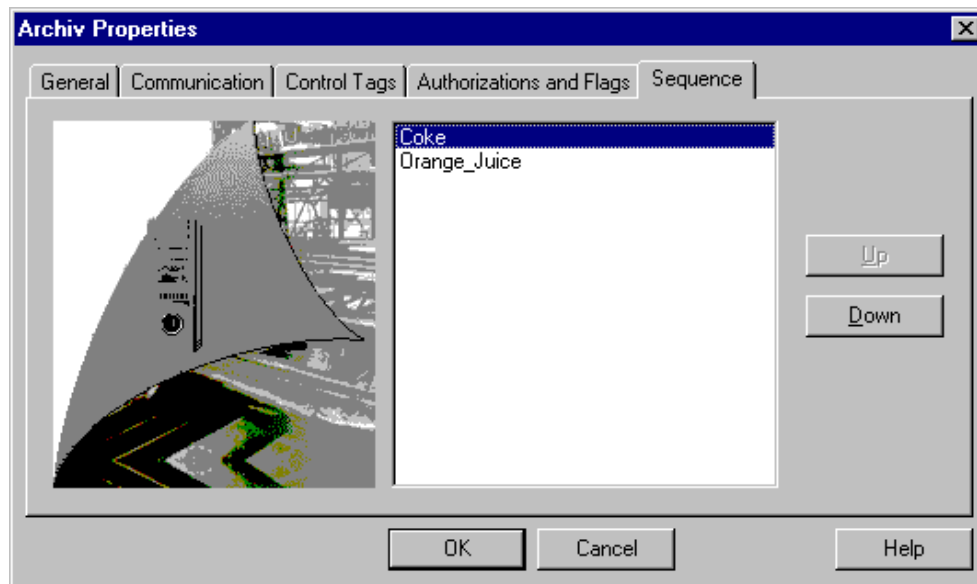 Archiv Properties
General Communication Control Tags Authorizations and Flags Sequence
Coke
Orange_Juice
Up
Down
OK Cancel Help